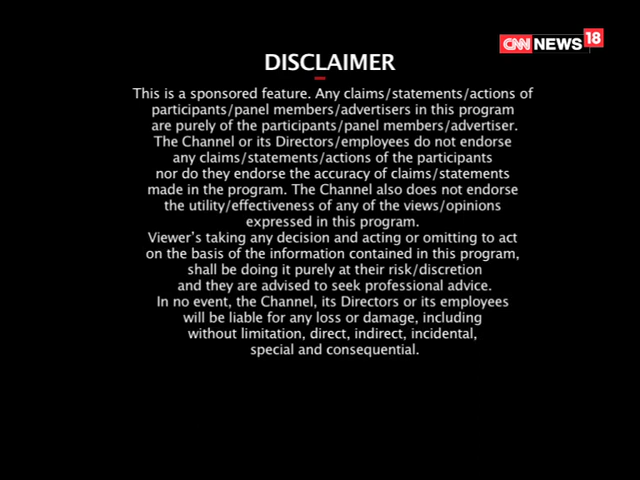 CNN NEWS 18
DISCLAIMER
This is a sponsored feature. Any claims/statements/actions of
participants/panel members/advertisers in this program
are purely of the participants/panel members/advertiser.
The Channel or its Directors/employees do not endorse
any claims/statements/actions of the participants
nor do they endorse the accuracy of claims/statements
made in the program. The Channel also does not endorse
the utility/effectiveness of any of the views/opinions
expressed in this program.
Viewer's taking any decision and acting or omitting to act
on the basis of the information contained in this program,
shall be doing it purely at their risk/discretion
and they are advised to seek professional advice.
In no event, the Channel, its Directors or its employees
will be liable for any loss or damage, including
without limitation, direct, indirect, incidental,
special and consequential.